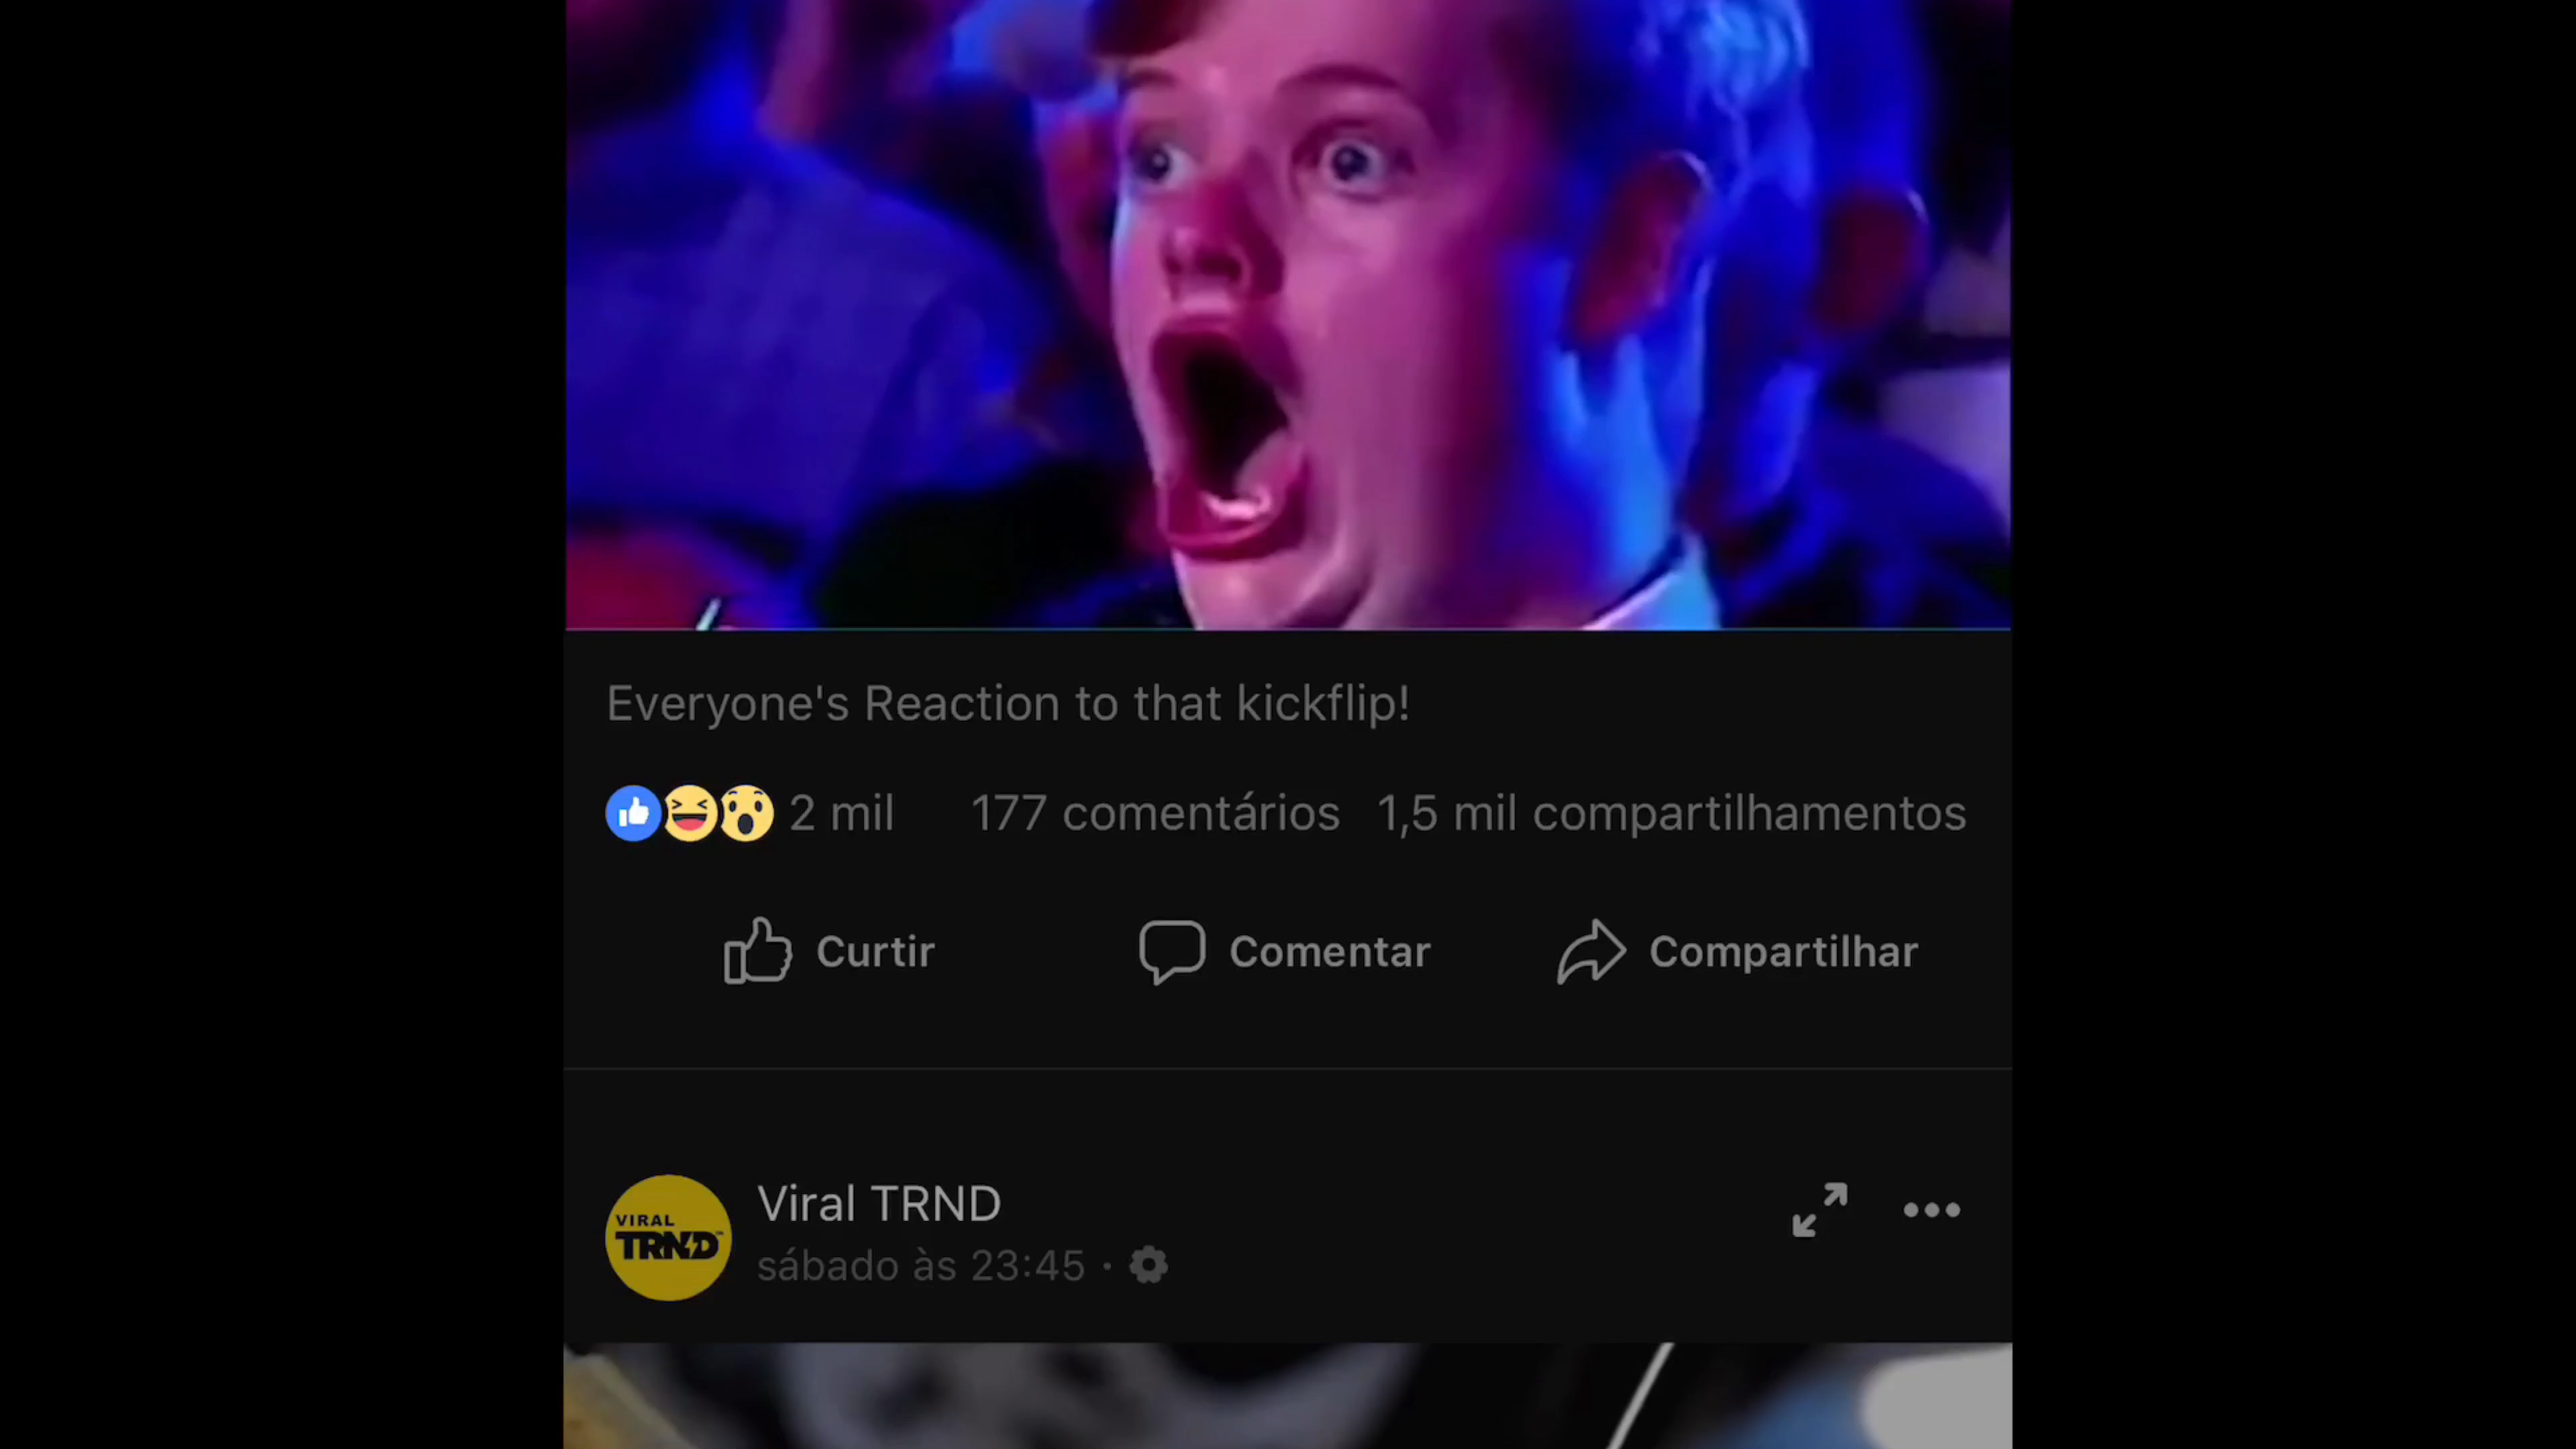 Everyone's Reaction to that kickflip!
2 mil 177 comentários 1,5 mil compartilhamentos
Curtir Comentar Compartilhar
VIRAL
TRND
Viral TRND
sábado às 23:45